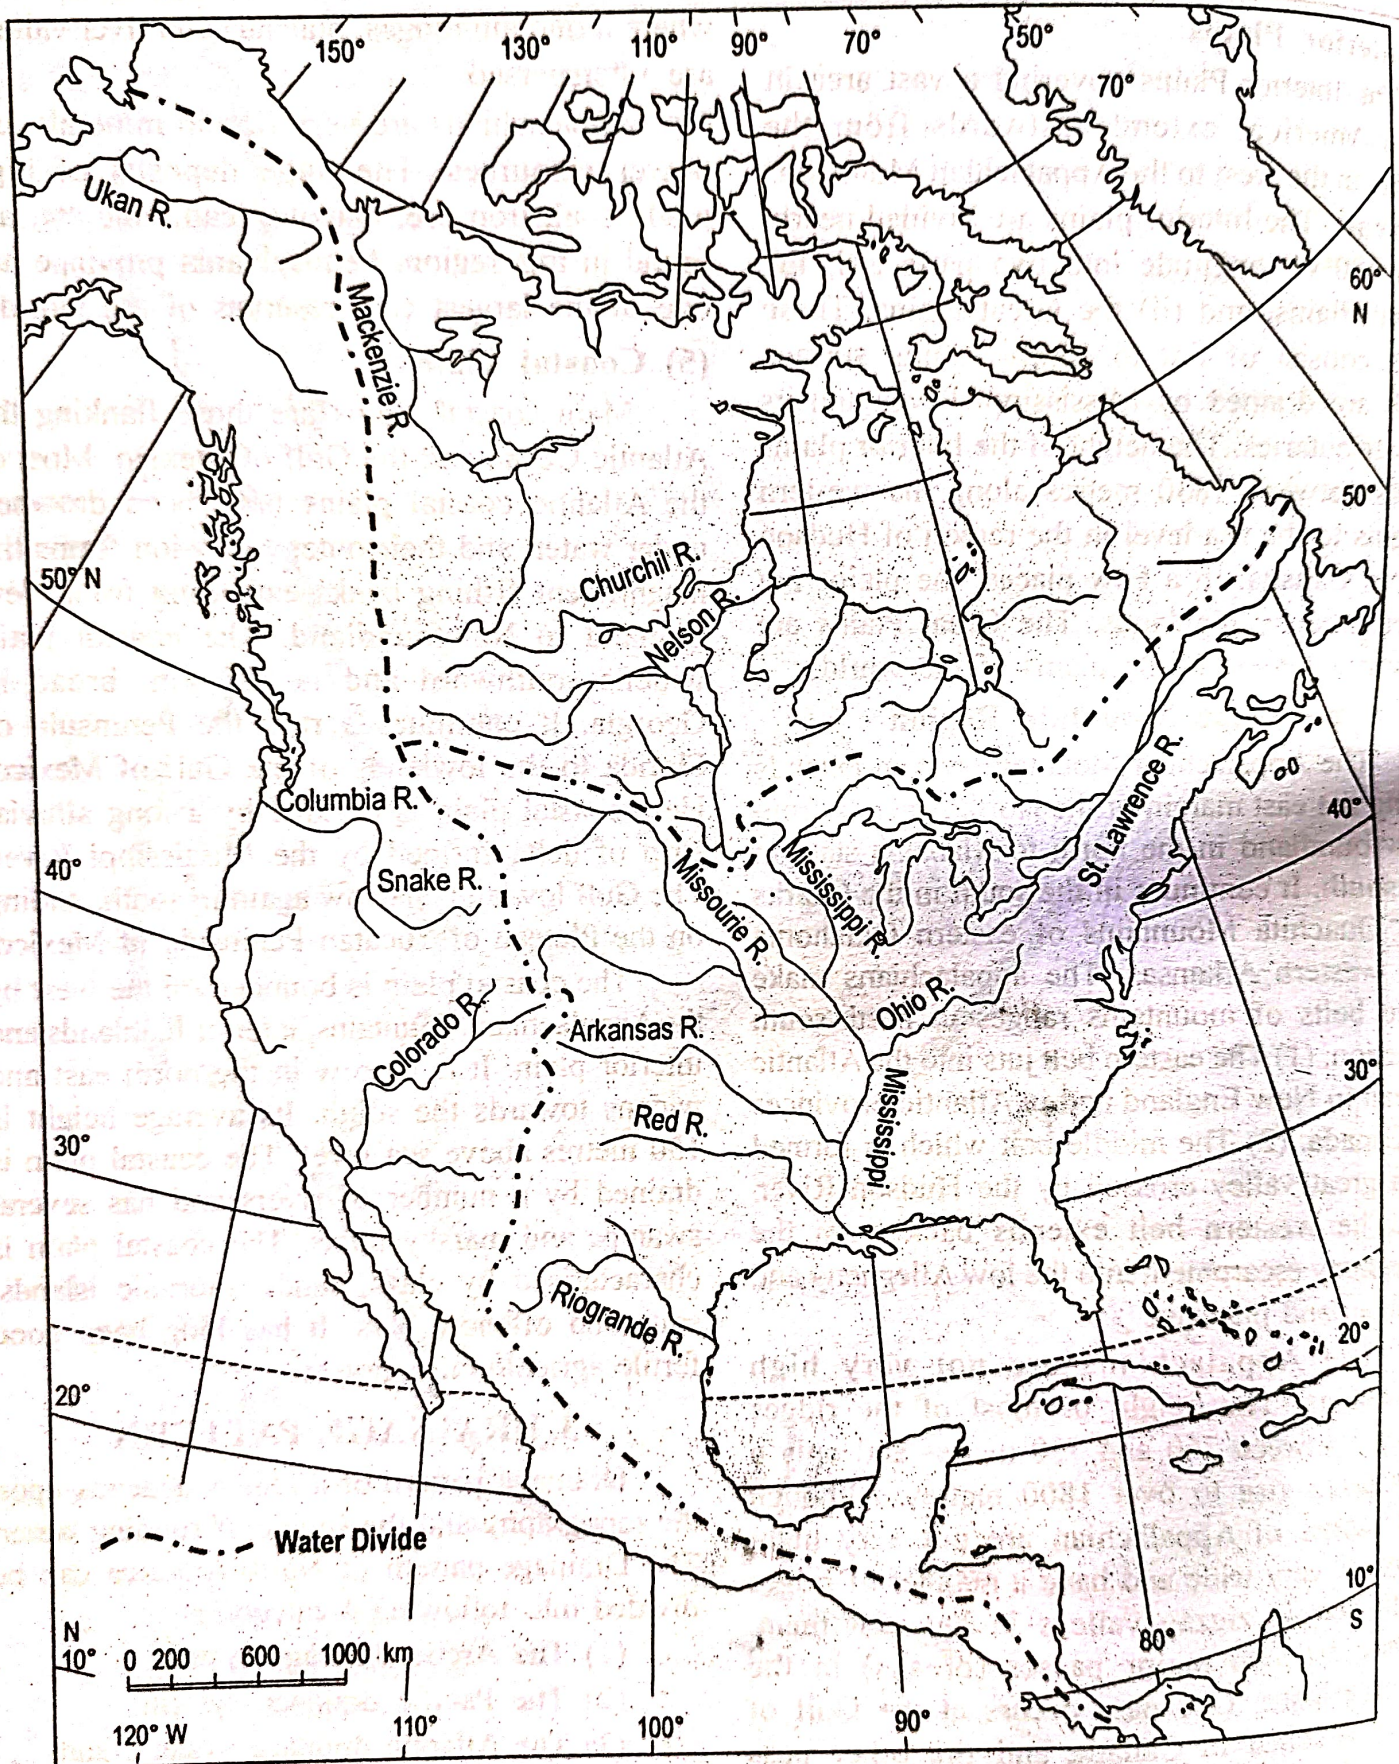 150° 130° 110° 90° 70° 50°
70°
Ukan R.
60°
N
Mackenzie R.
50°
50° N
Churchil R.
Nelson R.
Columbia R.
St. Lawrence R.
40°
40°
Snake R.
Missourie R.
Mississippi R.
Ohio R.
Colorado R.
Arkansas R.
30°
Mississippi
Red R.
30°
Riogrande R.
20°
20°
Water Divide
10°
S
N
10°
80°
0 200 600 1000 km
120° W 110° 100° 90°